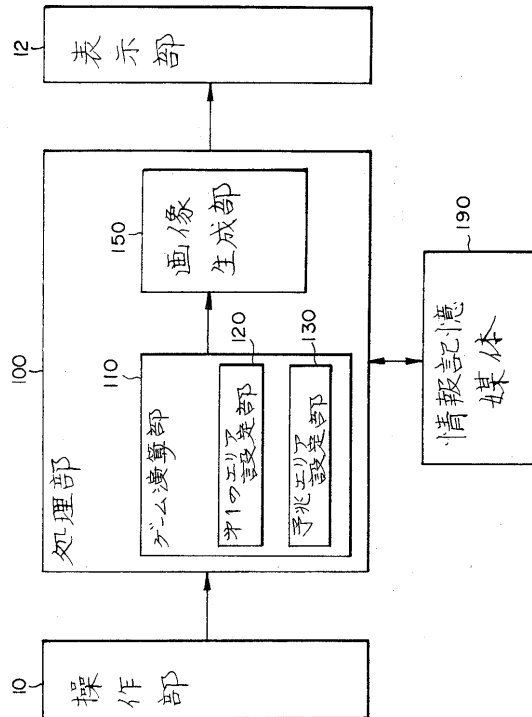 10
操作部
100
処理部
110
ゲーム演算部
120
第1のエリア
設定部
130
予兆エリア
設定部
150
画像
生成部
12
表示部
190
情報記憶
媒体